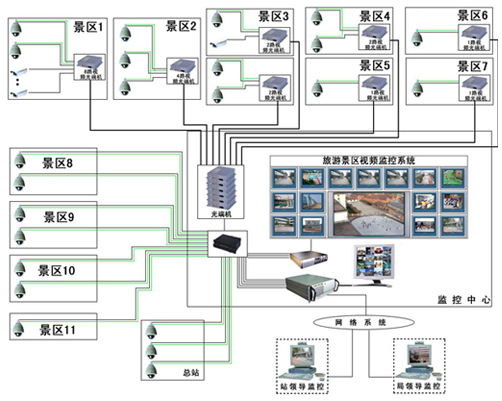 景区1
8路视
频光端机
景区2
4路视
频光端机
景区3
2路视
频光端机
2路视
频光端机
景区4
2路视
频光端机
景区5
1路视
频光端机
景区6
1路视
频光端机
景区7
1路视
频光端机
景区8
景区9
景区10
景区11
光端机
旅游景区视频监控系统
监控中心
网络系统
总站
站领导监控
局领导监控